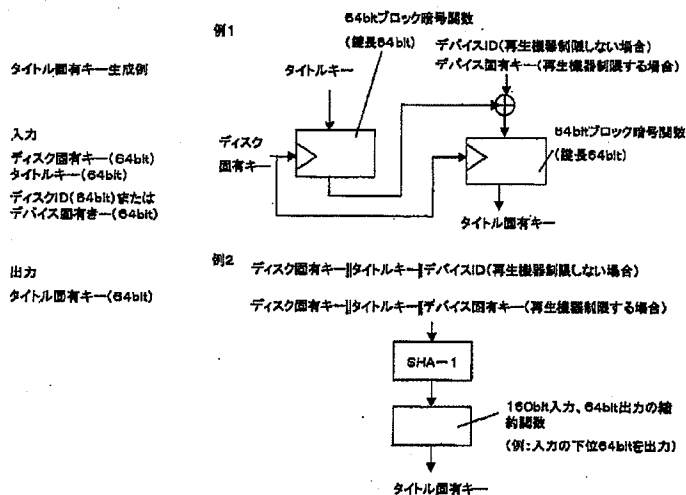 タイトル固有キー生成例
入力
ディスク固有キー(64bit)
タイトルキー(64bit)
ディスクID(64bit)または
デバイス固有きー(64bit)
出力
タイトル固有キー(64bit)
例1
64bitブロック暗号関数
(鍵長64bit)
タイトルキー
デバイスID(再生機器制限しない場合)
デバイス固有キー(再生機器制限する場合)
ディスク
固有キー
64bitブロック暗号関数
(鍵長64bit)
タイトル固有キー
例2
ディスク固有キー||タイトルキー||デバイスID(再生機器制限しない場合)
ディスク固有キー||タイトルキー||デバイス固有キー(再生機器制限する場合)
SHA-1
160bit入力、64bit出力の縮
約関数
(例:入力の下位64bitを出力)
タイトル固有キー